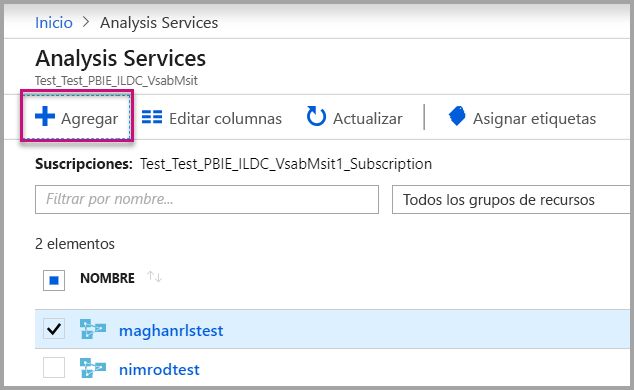 Inicio > Analysis Services
Analysis Services
Test_Test_PBIE_ILDC_VsabMsit
Agregar Editar columnas Actualizar Asignar etiquetas
Suscripciones: Test_Test_PBIE_ILDC_VsabMsit1_Subscription
Filtrar por nombre... Todos los grupos de recursos
2 elementos
NOMBRE ↑↓
maghanrlstest
nimrodtest